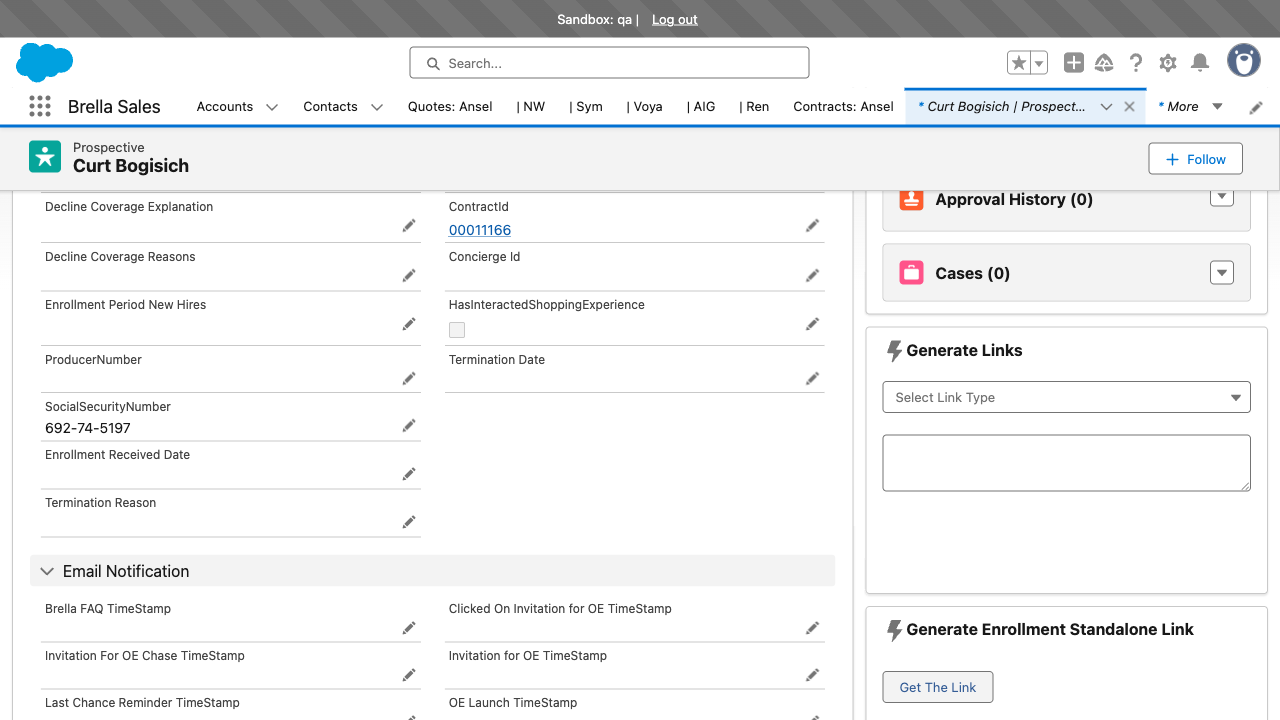 Sandbox: qa | Log out
Search...
Brella Sales
Accounts
Contacts
Quotes: Ansel
| NW
| Sym
| Voya
| AIG
| Ren
Contracts: Ansel
* Curt Bogisich | Prospect...
* More
Prospective
Curt Bogisich
Follow
Decline Coverage Explanation
ContractId
00011166
Decline Coverage Reasons
Concierge Id
Enrollment Period New Hires
HasInteractedShoppingExperience
ProducerNumber
Termination Date
SocialSecurityNumber
692-74-5197
Enrollment Received Date
Termination Reason
Email Notification
Brella FAQ TimeStamp
Clicked On Invitation for OE TimeStamp
Invitation For OE Chase TimeStamp
Invitation for OE TimeStamp
Last Chance Reminder TimeStamp
OE Launch TimeStamp
Approval History (0)
Cases (0)
Generate Links
Select Link Type
Generate Enrollment Standalone Link
Get The Link